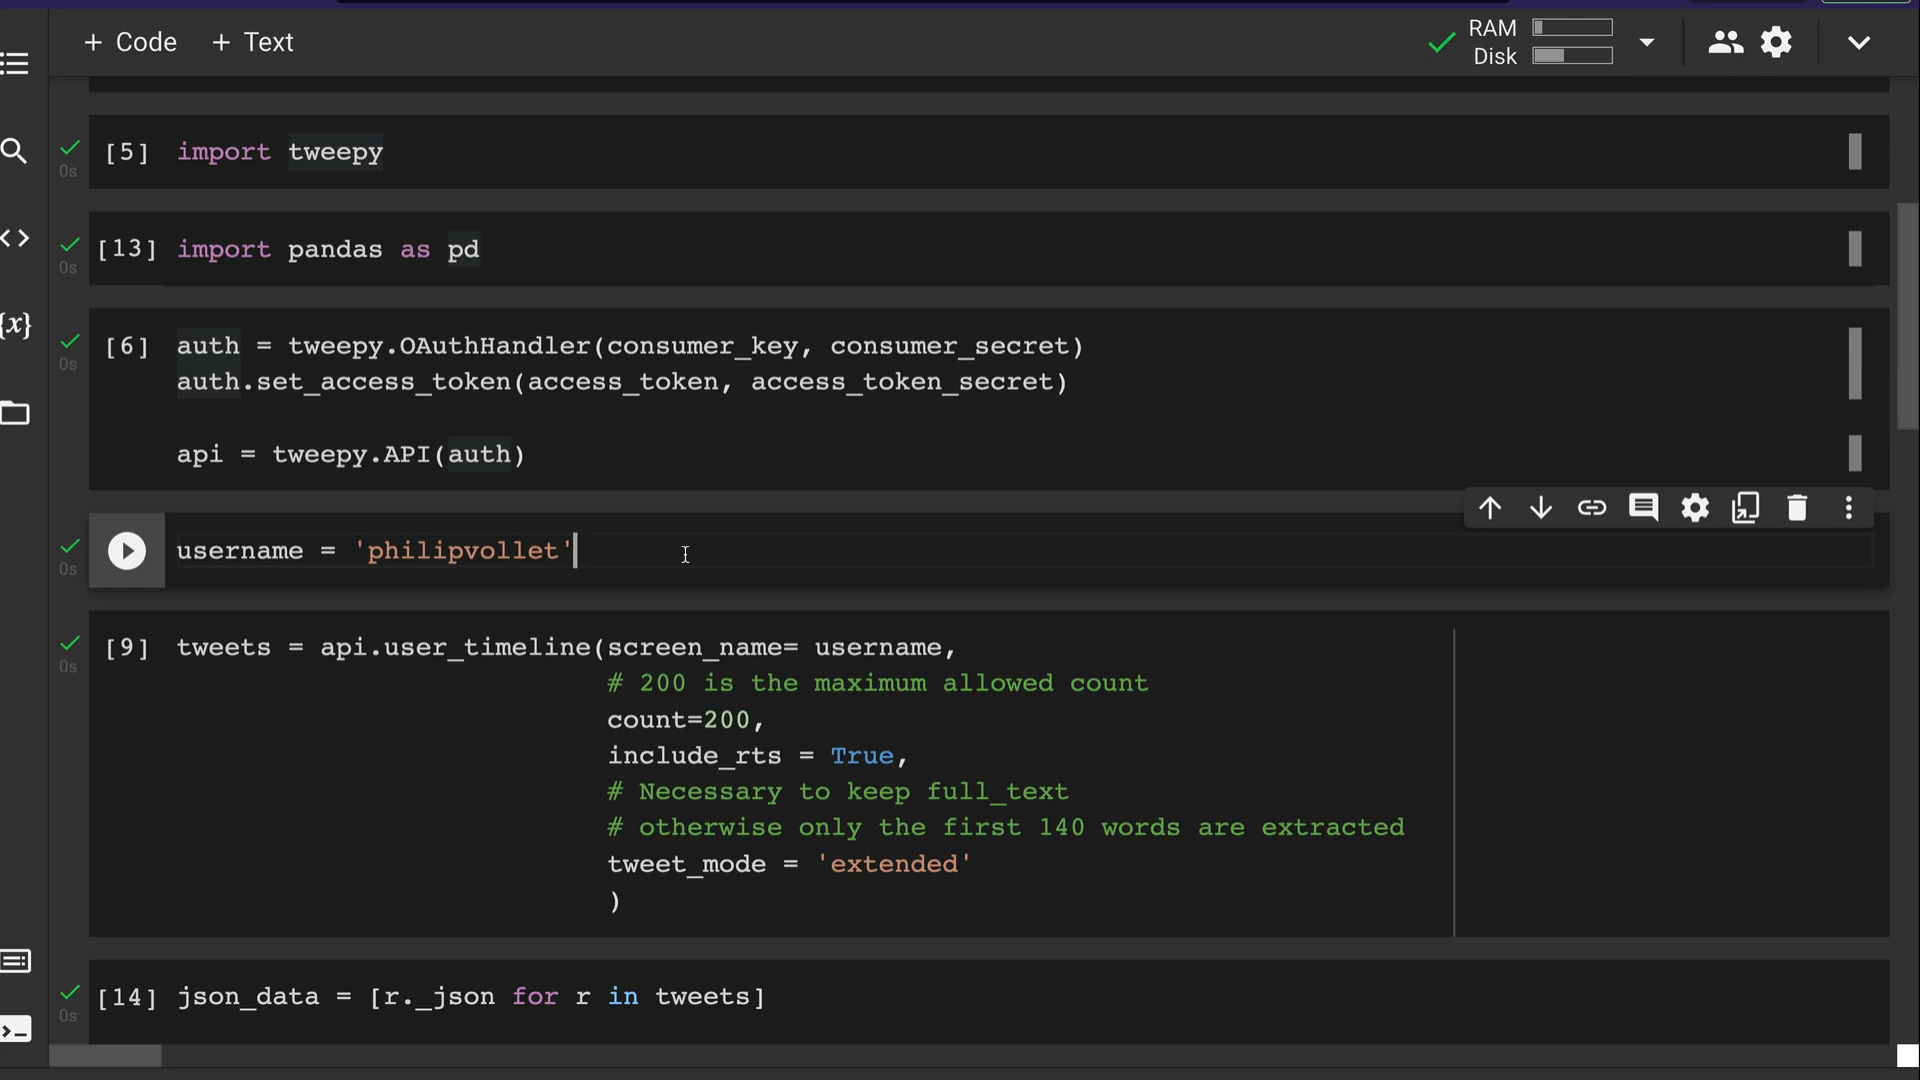 + Code + Text
RAM
Disk
[5] import tweepy
0s
[13] import pandas as pd
0s
{x}
[6] auth = tweepy.OAuthHandler(consumer_key, consumer_secret)
0s
auth.set_access_token(access_token, access_token_secret)
api = tweepy.API(auth)
username = 'philipvollet'
0s
[9] tweets = api.user_timeline(screen_name= username,
0s
# 200 is the maximum allowed count
count=200,
include_rts = True,
# Necessary to keep full_text
# otherwise only the first 140 words are extracted
tweet_mode = 'extended'
)
[14] json_data = [r._json for r in tweets]
0s